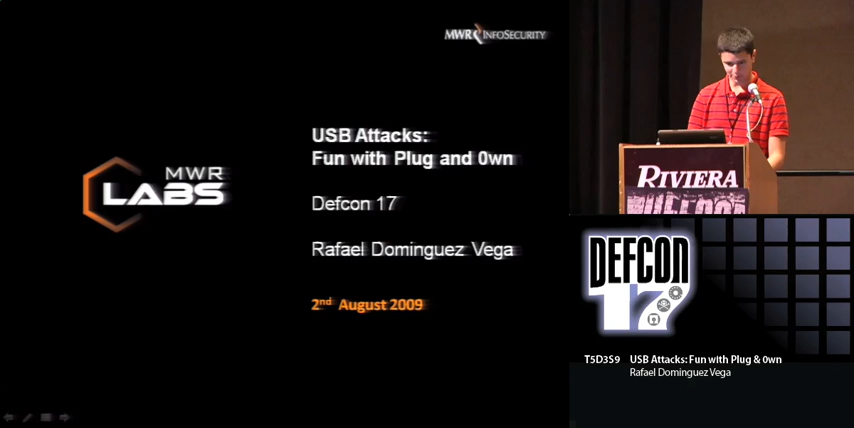 MWR INFOSECURITY
MWR
LABS
USB Attacks:
Fun with Plug and 0wn
Defcon 17
Rafael Dominguez Vega
2nd August 2009
RIVIERA
DEFCON
17
T5D3S9 USB Attacks: Fun with Plug & 0wn
Rafael Dominguez Vega